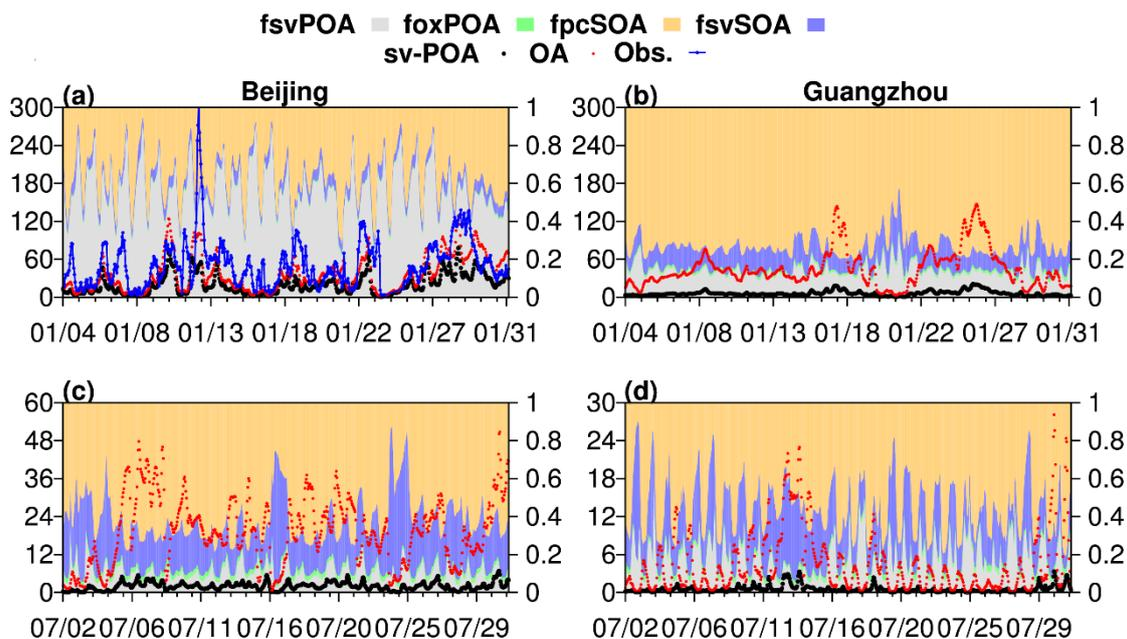 fsvPOA foxPOA fpcSOA fsvSOA
sv-POA OA Obs.
(a) Beijing
(b) Guangzhou
300 1 300 1
240 0.8 240 0.8
180 0.6 180 0.6
120 0.4 120 0.4
60 0.2 60 0.2
0 0 0 0
01/04 01/08 01/13 01/18 01/22 01/27 01/31 01/04 01/08 01/13 01/18 01/22 01/27 01/31
(c) (d)
60 1 30 1
48 0.8 24 0.8
36 0.6 18 0.6
24 0.4 12 0.4
12 0.2 6 0.2
0 0 0 0
07/02 07/06 07/11 07/16 07/20 07/25 07/29 07/02 07/06 07/11 07/16 07/20 07/25 07/29